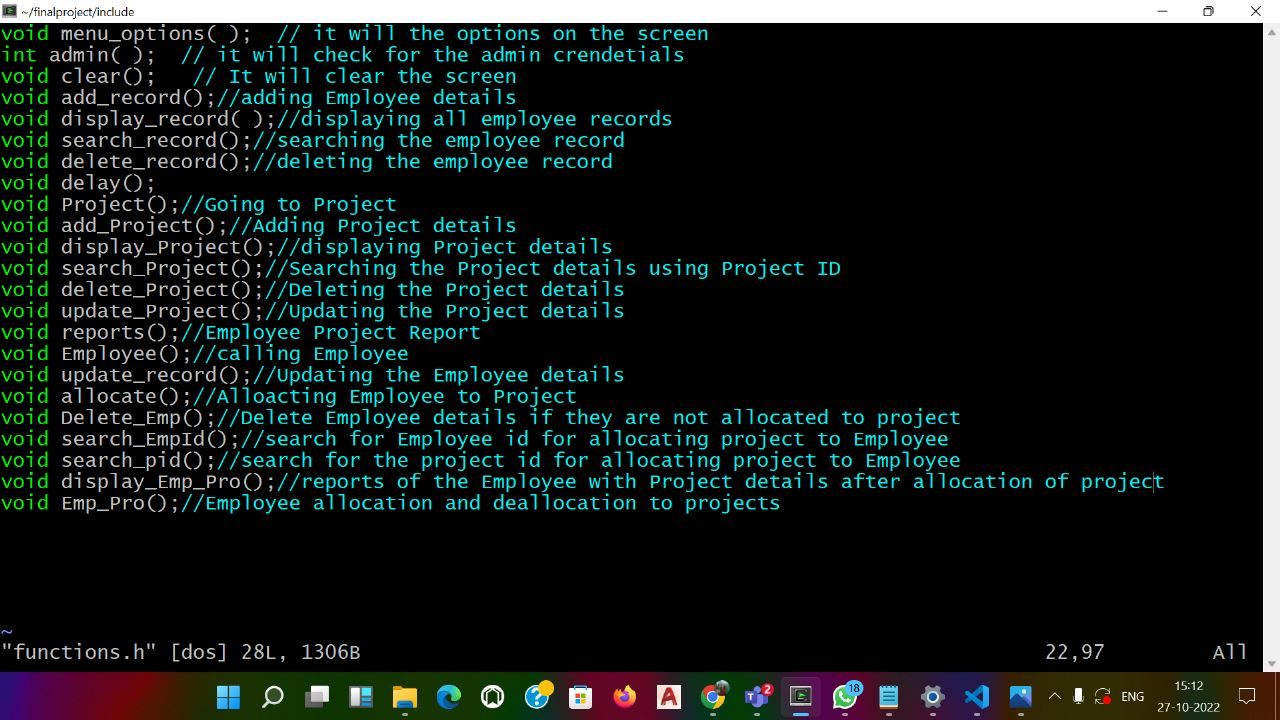 ~/finalproject/include
void menu_options( );  // it will the options on the screen
int admin( );  // it will check for the admin crendetials
void clear();   // It will clear the screen
void add_record();//adding Employee details
void display_record( );//displaying all employee records
void search_record();//searching the employee record
void delete_record();//deleting the employee record
void delay();
void Project();//Going to Project
void add_Project();//Adding Project details
void display_Project();//displaying Project details
void search_Project();//Searching the Project details using Project ID
void delete_Project();//Deleting the Project details
void update_Project();//Updating the Project details
void reports();//Employee Project Report
void Employee();//calling Employee
void update_record();//Updating the Employee details
void allocate();//Alloacting Employee to Project
void Delete_Emp();//Delete Employee details if they are not allocated to project
void search_EmpId();//search for Employee id for allocating project to Employee
void search_pid();//search for the project id for allocating project to Employee
void display_Emp_Pro();//reports of the Employee with Project details after allocation of project
void Emp_Pro();//Employee allocation and deallocation to projects
~
"functions.h" [dos] 28L, 1306B 22,97 All
2
18
ENG
15:12
27-10-2022